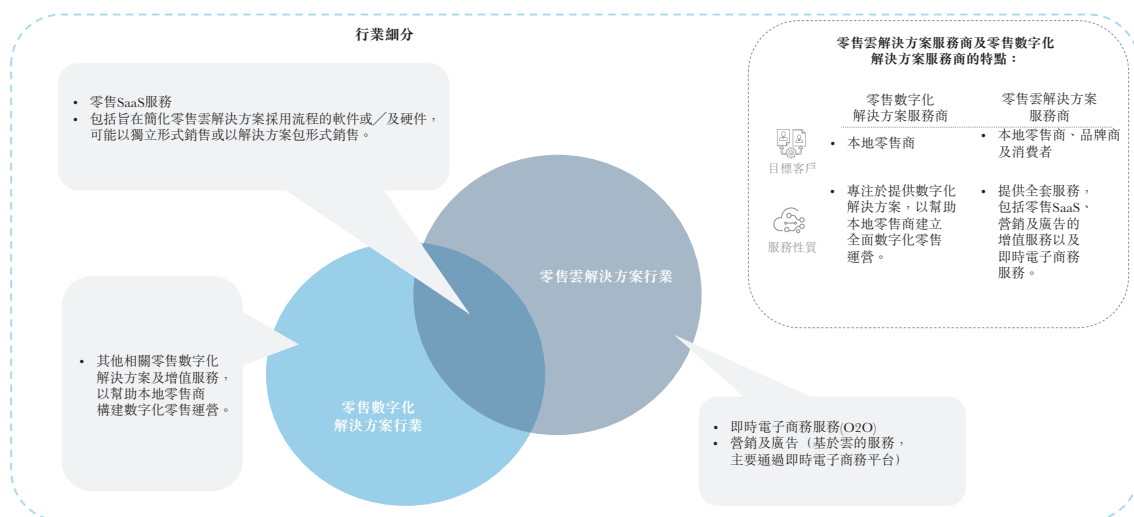 行業細分
• 零售SaaS服務
• 包括旨在簡化零售雲解決方案採用流程的軟件或／及硬件，
可能以獨立形式銷售或以解決方案包形式銷售。
零售雲解決方案行業
零售數字化
解決方案行業
• 其他相關零售數字化
解決方案及增值服務，
以幫助本地零售商
構建數字化零售運營。
• 即時電子商務服務(O2O)
• 營銷及廣告（基於雲的服務，
主要通過即時電子商務平台）
零售雲解決方案服務商及零售數字化
解決方案服務商的特點：
零售數字化
解決方案服務商
零售雲解決方案
服務商
目標客戶
• 本地零售商
• 本地零售商、品牌商
及消費者
服務性質
• 專注於提供數字化
解決方案，以幫助
本地零售商建立
全面數字化零售
運營。
• 提供全套服務，
包括零售SaaS、
營銷及廣告的
增值服務以及
即時電子商務
服務。